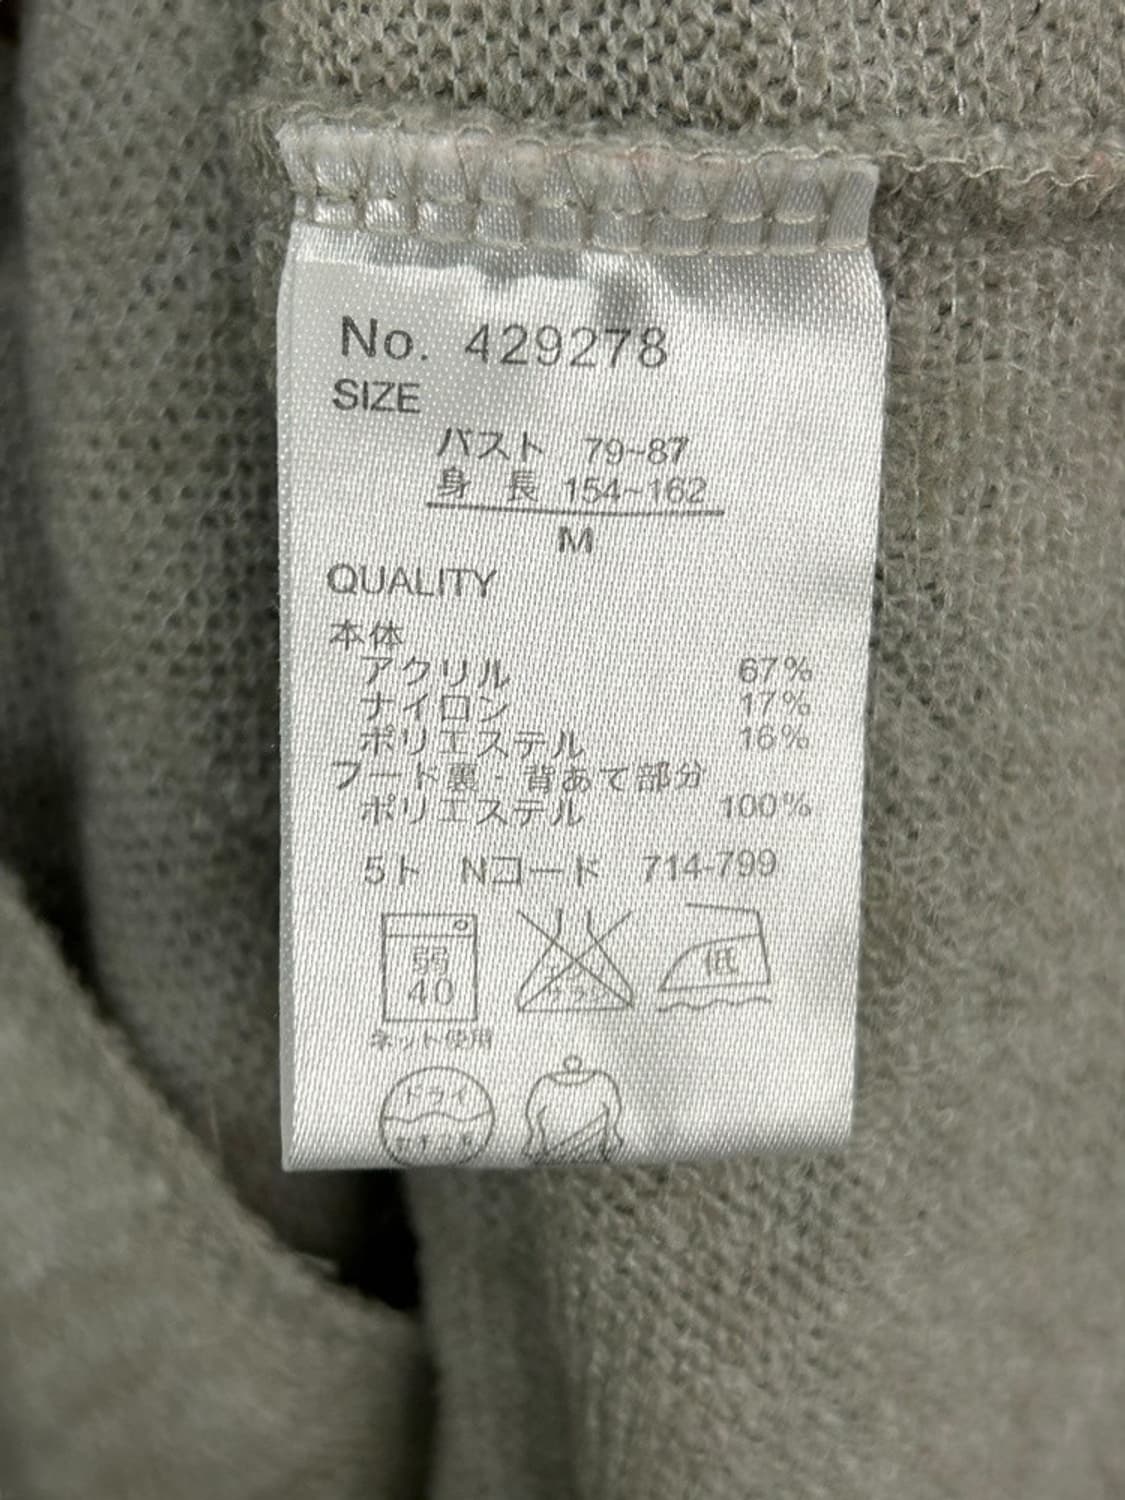 No. 429278
SIZE
バスト 79~87
身 長 154~162
M
QUALITY
本体
アクリル 67%
ナイロン 17%
ポリエステル 16%
フード裏・背あて部分
ポリエステル 100%
5ト Nコード 714-799
弱
40
低
ネット使用
ドライ